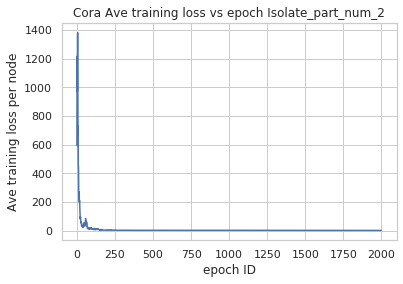 Cora Ave training loss vs epoch Isolate_part_num_2
Ave training loss per node
1400
1200
1000
800
600
400
200
0
0 250 500 750 1000 1250 1500 1750 2000
epoch ID